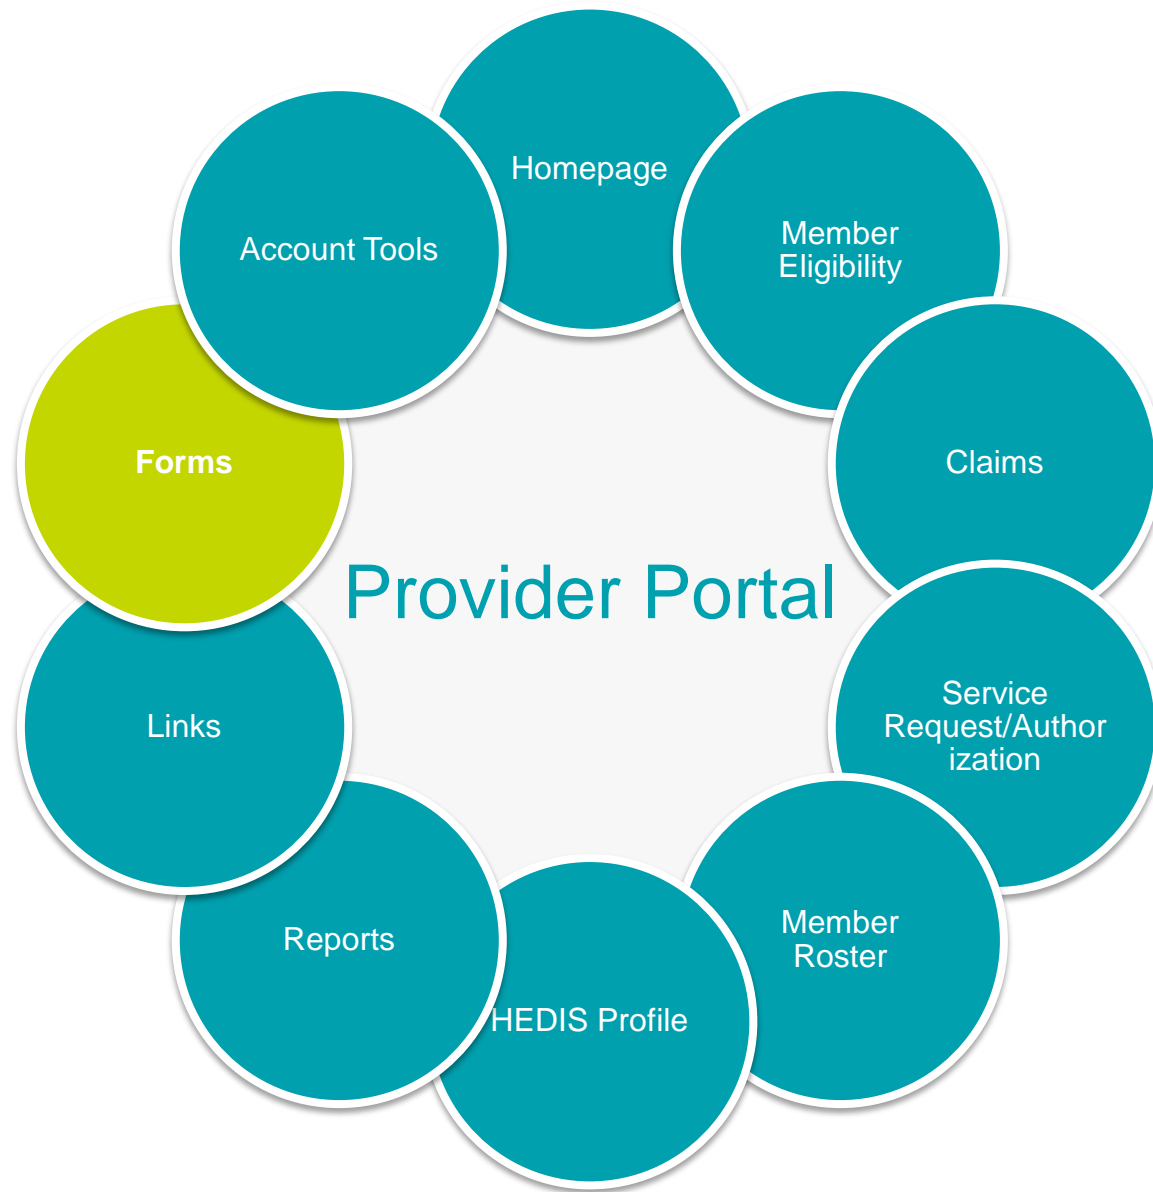 Homepage
Account Tools
Member
Eligibility
Forms
Claims
Provider Portal
Links
Service
Request/Author
ization
Reports
Member
Roster
HEDIS Profile